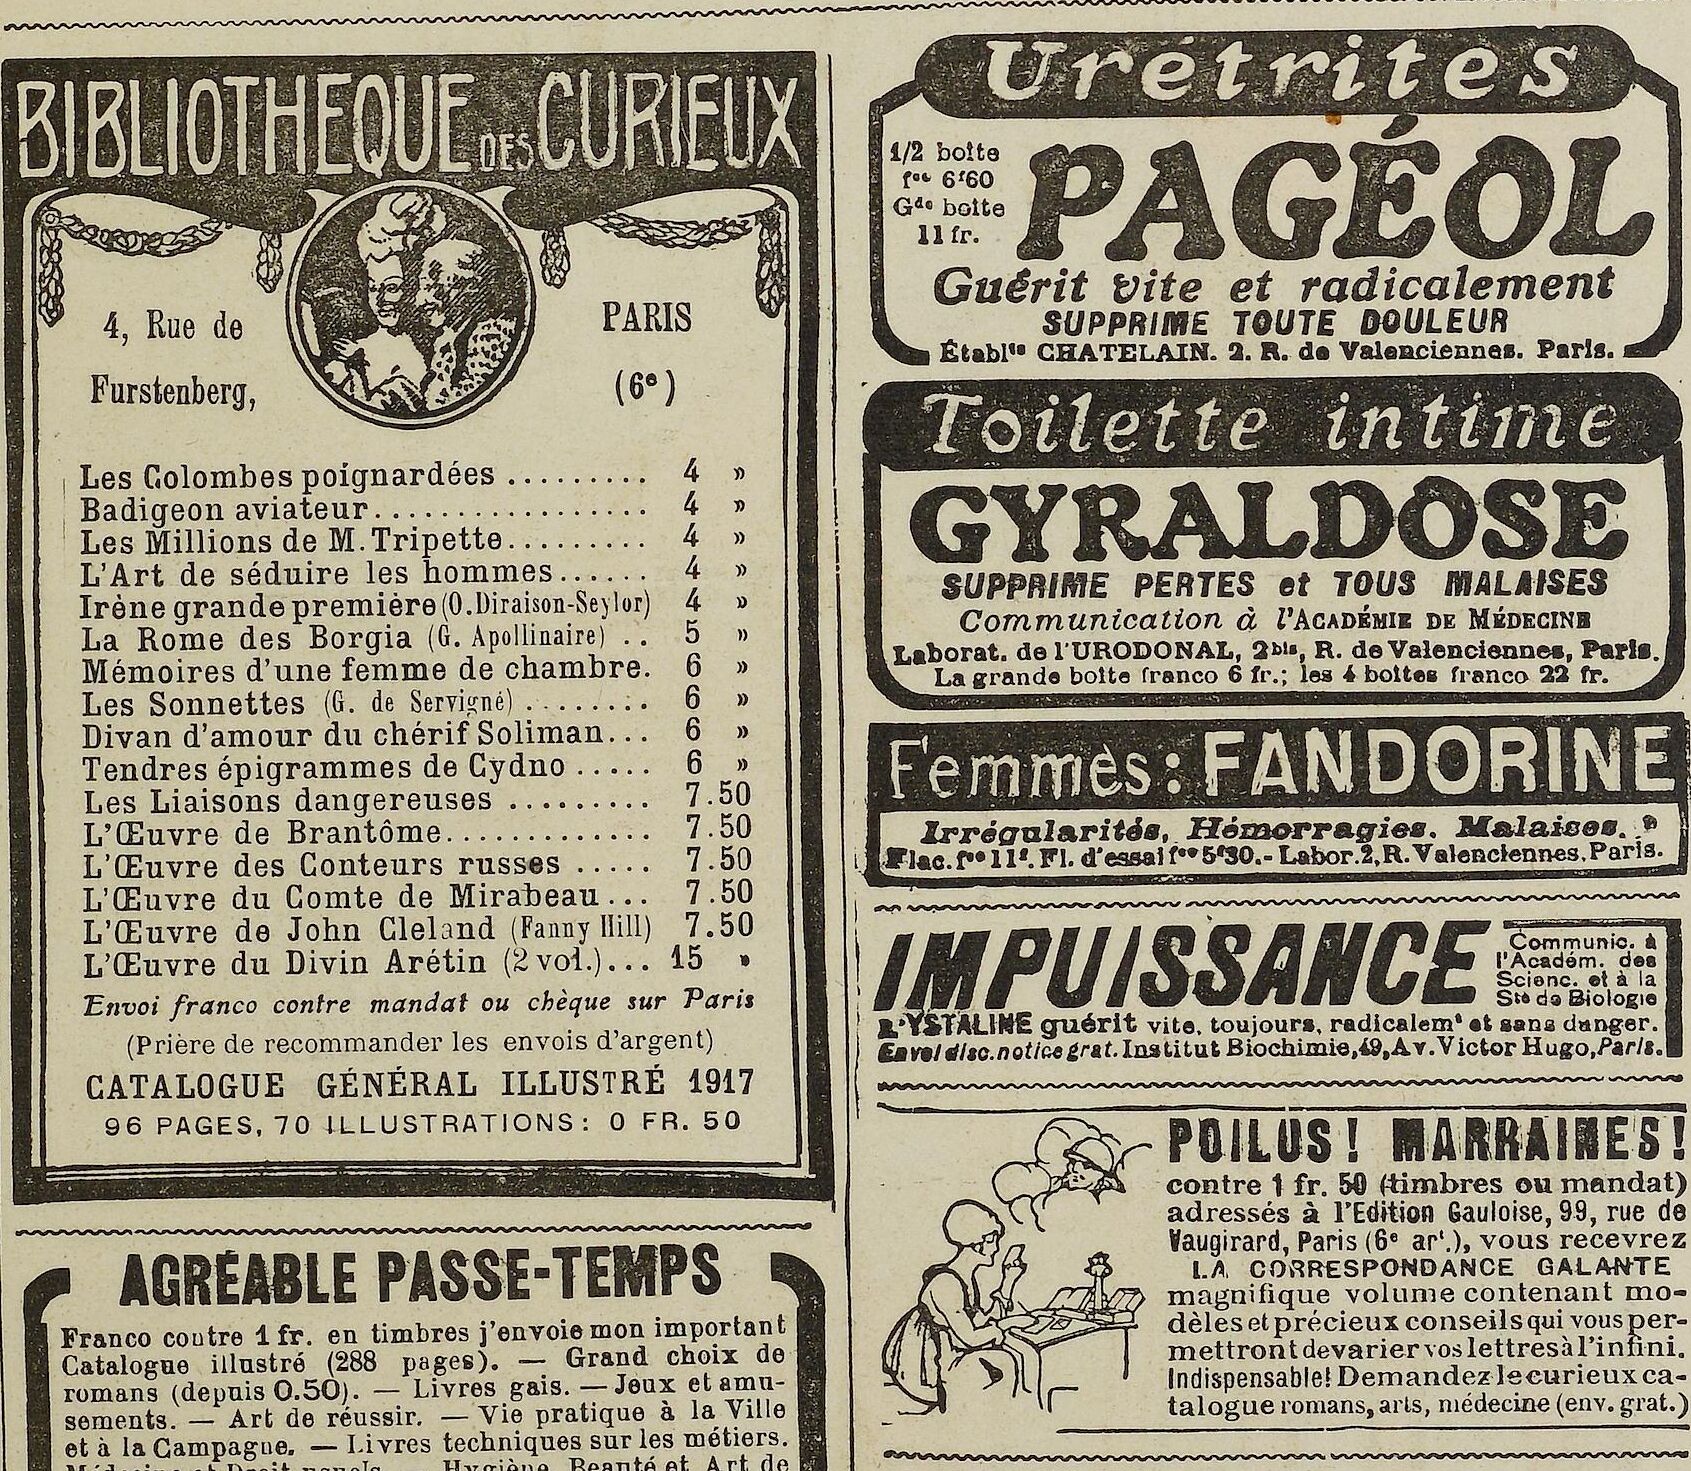 BIBLIOTHEQUE DES CURIEUX
4, Rue de
Furstenberg,
PARIS
(6e)
Les Colombes poignardées ......... 4 »
Badigeon aviateur.................. 4 »
Les Millions de M. Tripette......... 4 »
L'Art de séduire les hommes...... 4 »
Irène grande première (O. Diraison-Seylor) 4 »
La Rome des Borgia (G. Apollinaire) .. 5 »
Mémoires d'une femme de chambre. 6 »
Les Sonnettes (G. de Servigné) ........ 6 »
Divan d'amour du chérif Soliman... 6 »
Tendres épigrammes de Cydno ..... 6 »
Les Liaisons dangereuses ......... 7.50
L'Œuvre de Brantôme............. 7.50
L'Œuvre des Conteurs russes ..... 7.50
L'Œuvre du Comte de Mirabeau... 7.50
L'Œuvre de John Cleland (Fanny Hill) 7.50
L'Œuvre du Divin Arétin (2 vol.)... 15 »
Envoi franco contre mandat ou chèque sur Paris
(Prière de recommander les envois d'argent)
CATALOGUE GÉNÉRAL ILLUSTRÉ 1917
96 PAGES, 70 ILLUSTRATIONS: 0 FR. 50
AGRÉABLE PASSE-TEMPS
Franco contre 1 fr. en timbres j'envoie mon important
Catalogue illustré (288 pages). — Grand choix de
romans (depuis 0.50). — Livres gais. — Jeux et amu-
sements. — Art de réussir. — Vie pratique à la Ville
et à la Campagne. — Livres techniques sur les métiers.
Médecine et Droit usuels. — Hygiène, Beauté et Art de
Urétrites
1/2 boîte
fco 6f60
Gde boîte
11 fr.
PAGÉOL
Guérit vite et radicalement
SUPPRIME TOUTE DOULEUR
Établts CHATELAIN. 2. R. de Valenciennes. Paris.
Toilette intime
GYRALDOSE
SUPPRIME PERTES et TOUS MALAISES
Communication à l'ACADÉMIE DE MÉDECINE
Laborat. de l'URODONAL, 2bis, R. de Valenciennes, Paris.
La grande boîte franco 6 fr.; les 4 boîtes franco 22 fr.
Femmes: FANDORINE
Irrégularités, Hémorragies. Malaises.
Flac. fco 11f. Fl. d'essai fco 5f30.- Labor. 2, R. Valenciennes. Paris.
IMPUISSANCE
Communic. à
l'Académ. des
Scienc. et à la
Sté de Biologie
L'YSTALINE guérit vite, toujours, radicalemt et sans danger.
Envoi disc. notice grat. Institut Biochimie, 49, Av. Victor Hugo, Paris.
POILUS! MARRAINES!
contre 1 fr. 50 (timbres ou mandat)
adressés à l'Edition Gauloise, 99, rue de
Vaugirard, Paris (6e art.), vous recevrez
LA CORRESPONDANCE GALANTE
magnifique volume contenant mo-
dèles et précieux conseils qui vous per-
mettront de varier vos lettres à l'infini.
Indispensable! Demandez le curieux ca-
talogue romans, arts, médecine (env. grat.)